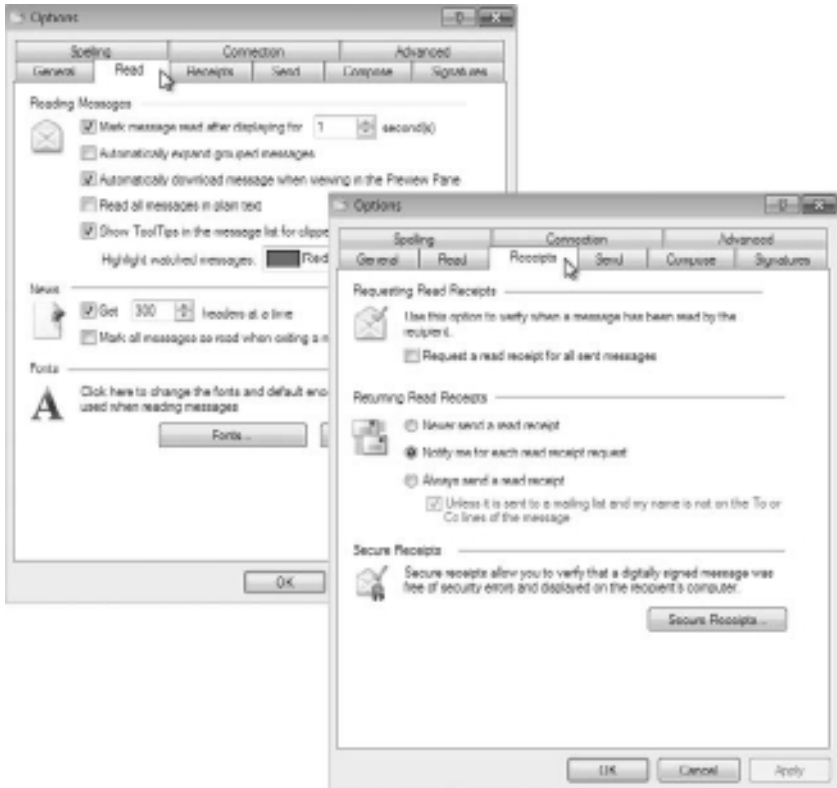 Options
Spelling Connection Advanced
General Read Receipts Send Compose Signatures
Reading Messages
Mark message read after displaying for 1 second(s)
Automatically expand grouped messages
Automatically download message when viewing in the Preview Pane
Read all messages in plain text
Show ToolTips in the message list for clippe
Highlight watched messages: Red
News
Get 300 headers at a time
Mark all messages as read when exiting a n
Fonts
Click here to change the fonts and default enc
used when reading messages
Fonts...
OK
Options
Spelling Connection Advanced
General Read Receipts Send Compose Signatures
Requesting Read Receipts
Use this option to verify when a message has been read by the
recipient.
Request a read receipt for all sent messages
Returning Read Receipts
Never send a read receipt
Notify me for each read receipt request
Always send a read receipt
Unless it is sent to a mailing list and my name is not on the To or
Cc lines of the message
Secure Receipts
Secure receipts allow you to verify that a digitally signed message was
free of security errors and displayed on the recipient's computer.
Secure Receipts...
OK Cancel Apply